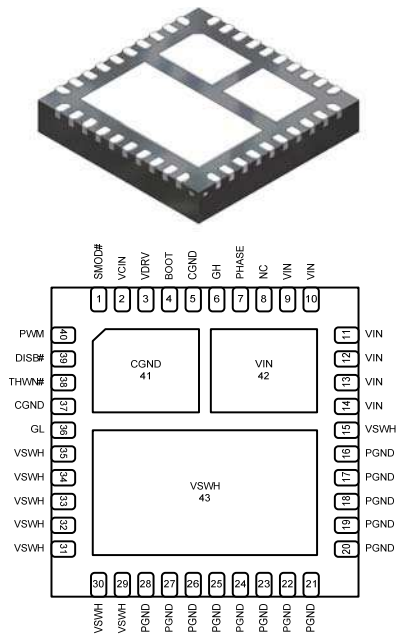 SMOD#
VCIN
VDRV
BOOT
CGND
GH
PHASE
NC
VIN
VIN
1 2 3 4 5 6 7 8 9 10
PWM 40
DISB# 39
THWN# 38
CGND 37
GL 36
VSWH 35
VSWH 34
VSWH 33
VSWH 32
VSWH 31
CGND
41
VIN
42
VSWH
43
11 VIN
12 VIN
13 VIN
14 VIN
15 VSWH
16 PGND
17 PGND
18 PGND
19 PGND
20 PGND
30 29 28 27 26 25 24 23 22 21
VSWH
VSWH
PGND
PGND
PGND
PGND
PGND
PGND
PGND
PGND